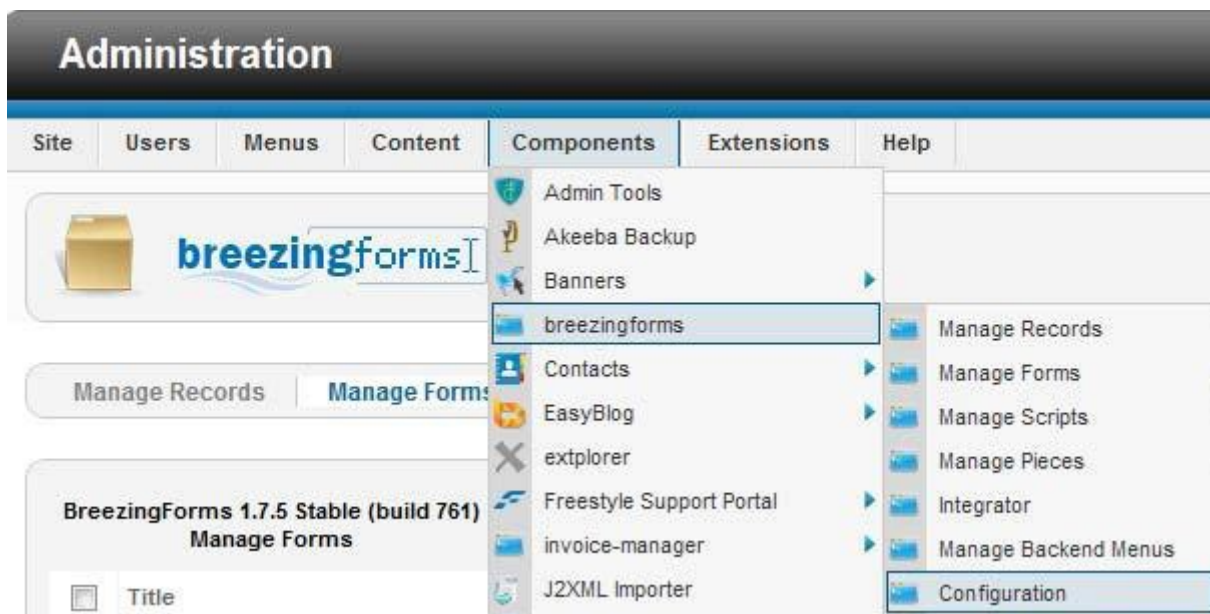 Administration
Site Users Menus Content Components Extensions Help
breezingforms
Admin Tools
Akeeba Backup
Banners
breezingforms
Contacts
EasyBlog
extplorer
Freestyle Support Portal
invoice-manager
J2XML Importer
Manage Records
Manage Forms
Manage Scripts
Manage Pieces
Integrator
Manage Backend Menus
Configuration
Manage Records Manage Forms
BreezingForms 1.7.5 Stable (build 761)
Manage Forms
Title